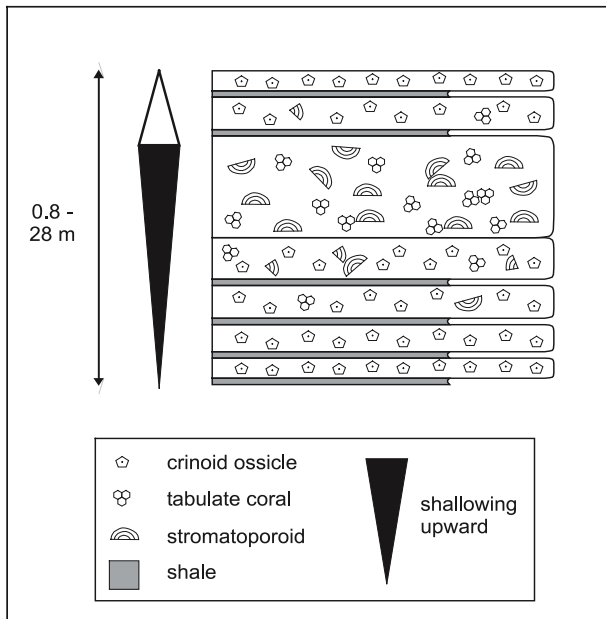 0.8 -
28 m
crinoid ossicle
tabulate coral
stromatoporoid
shale
shallowing
upward